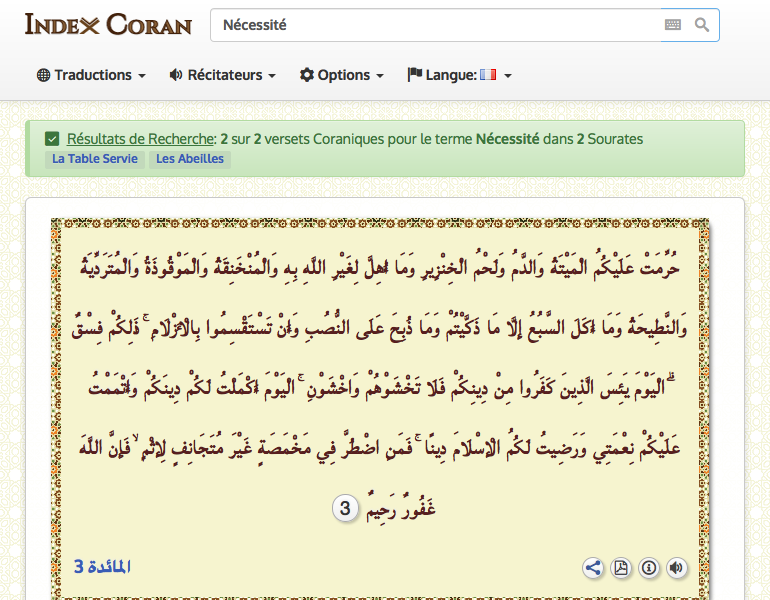 INDEX CORAN
Nécessité
Traductions
Récitateurs
Options
Langue:
Résultats de Recherche: 2 sur 2 versets Coraniques pour le terme Nécessité dans 2 Sourates
La Table Servie Les Abeilles
حُرِّمَتْ عَلَيْكُمُ الْمَيْتَةُ وَالدَّمُ وَلَحْمُ الْخِنْزِيرِ وَمَا أُهِلَّ لِغَيْرِ اللَّهِ بِهِ وَالْمُنْخَنِقَةُ وَالْمَوْقُوذَةُ وَالْمُتَرَدِّيَةُ
وَالنَّطِيحَةُ وَمَا أَكَلَ السَّبُعُ إِلَّا مَا ذَكَّيْتُمْ وَمَا ذُبِحَ عَلَى النُّصُبِ وَأَنْ تَسْتَقْسِمُوا بِالْأَزْلَامِ ۚ ذَلِكُمْ فِسْقٌ
ۗ الْيَوْمَ يَئِسَ الَّذِينَ كَفَرُوا مِنْ دِينِكُمْ فَلَا تَخْشَوْهُمْ وَاخْشَوْنِ ۚ الْيَوْمَ أَكْمَلْتُ لَكُمْ دِينَكُمْ وَأَتْمَمْتُ
عَلَيْكُمْ نِعْمَتِي وَرَضِيتُ لَكُمُ الْإِسْلَامَ دِينًا ۚ فَمَنِ اضْطُرَّ فِي مَخْمَصَةٍ غَيْرَ مُتَجَانِفٍ لِإِثْمٍ ۙ فَإِنَّ اللَّهَ
غَفُورٌ رَحِيمٌ 3
المائدة 3